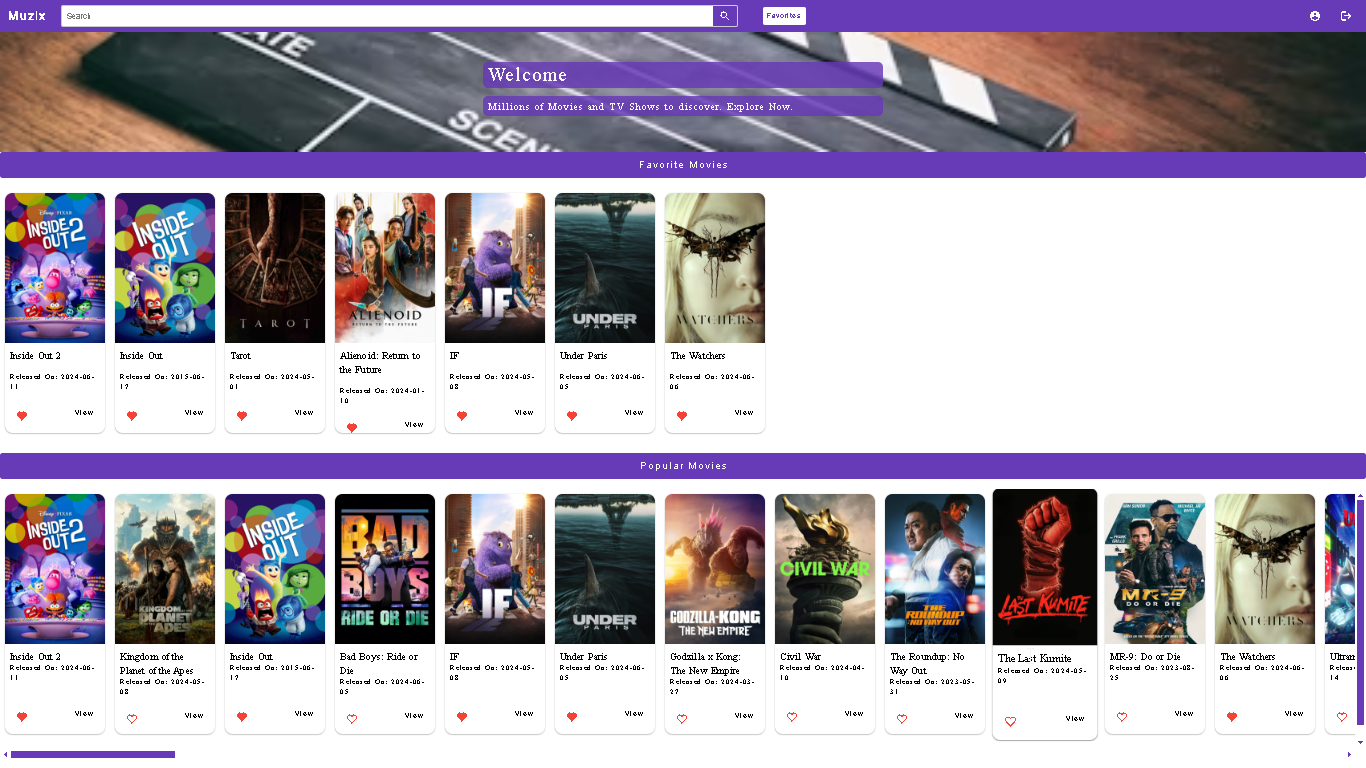 Muzix
Search
Favorites
ATE
SCEN
Welcome
Millions of Movies and TV Shows to discover. Explore Now.
Favorite Movies
Disney PIXAR
INSIDE
OUT 2
INSIDE
OUT
TAROT
ALIENOID
RETURN TO THE FUTURE
IF
UNDER
PARIS
WATCHERS
Inside Out 2
Released On: 2024-06-
11
View
Inside Out
Released On: 2015-06-
17
View
Tarot
Released On: 2024-05-
01
View
Alienoid: Return to
the Future
Released On: 2024-01-
10
View
IF
Released On: 2024-05-
08
View
Under Paris
Released On: 2024-06-
05
View
The Watchers
Released On: 2024-06-
06
View
Popular Movies
Disney PIXAR
INSIDE
OUT 2
KINGDOM OF THE
PLANET
OF THE
APES
INSIDE
OUT
BAD
BOYS
RIDE OR DIE
IF
UNDER
PARIS
GODZILLA x KONG
THE NEW EMPIRE
CIVIL WAR
THE
ROUNDUP
NO WAY OUT
THE
LAST KUMITE
MR-9
DO OR DIE
WATCHERS
Inside Out 2
Released On: 2024-06-
11
View
Kingdom of the
Planet of the Apes
Released On: 2024-05-
08
View
Inside Out
Released On: 2015-06-
17
View
Bad Boys: Ride or
Die
Released On: 2024-06-
05
View
IF
Released On: 2024-05-
08
View
Under Paris
Released On: 2024-06-
05
View
Godzilla x Kong:
The New Empire
Released On: 2024-03-
27
View
Civil War
Released On: 2024-04-
10
View
The Roundup: No
Way Out
Released On: 2023-05-
31
View
The Last Kumite
Released On: 2024-05-
09
View
MR-9: Do or Die
Released On: 2023-08-
25
View
The Watchers
Released On: 2024-06-
06
View
Ultram
Releas
14